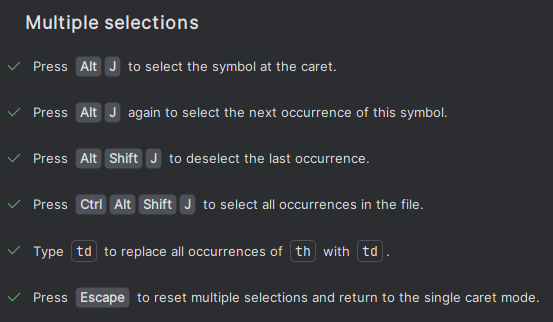 Multiple selections
Press Alt J to select the symbol at the caret.
Press Alt J again to select the next occurrence of this symbol.
Press Alt Shift J to deselect the last occurrence.
Press Ctrl Alt Shift J to select all occurrences in the file.
Type td to replace all occurrences of th with td.
Press Escape to reset multiple selections and return to the single caret mode.